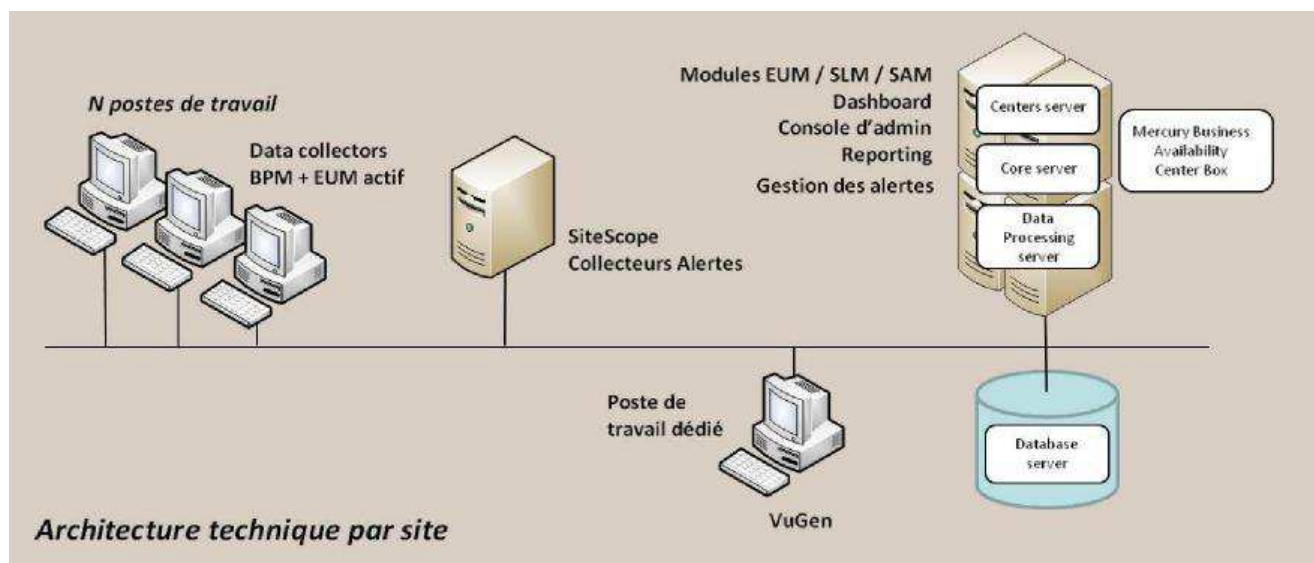 N postes de travail
Data collectors
BPM + EUM actif
SiteScope
Collecteurs Alertes
Modules EUM / SLM / SAM
Dashboard
Console d'admin
Reporting
Gestion des alertes
Centers server
Core server
Data
Processing
server
Mercury Business
Availability
Center Box
Poste de
travail dédié
VuGen
Database
server
Architecture technique par site